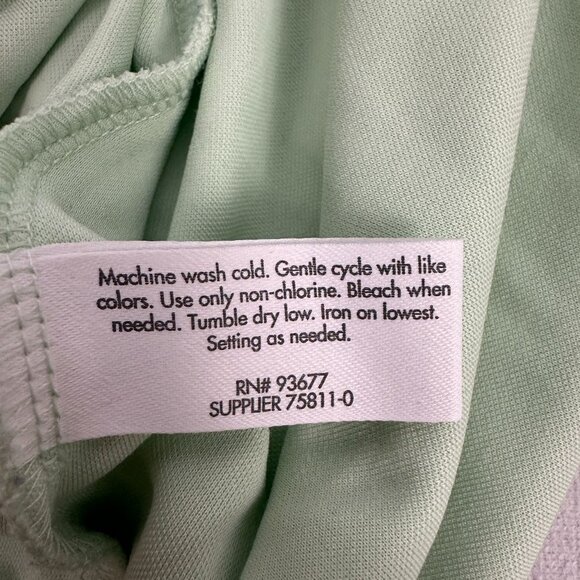 Machine wash cold. Gentle cycle with like
colors. Use only non-chlorine. Bleach when
needed. Tumble dry low. Iron on lowest.
Setting as needed.
RN# 93677
SUPPLIER 75811-0